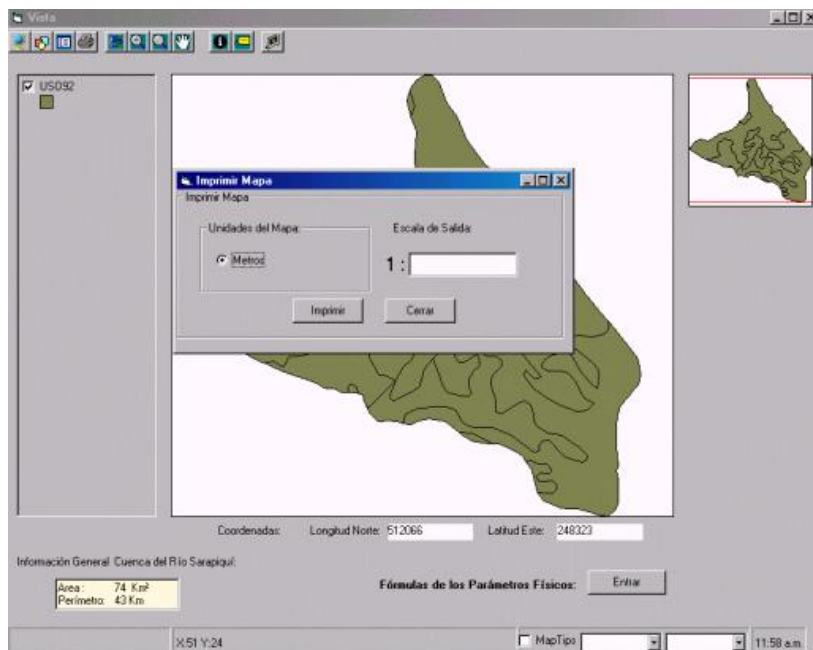 Vista
USO92
Imprimir Mapa
Imprimir Mapa
Unidades del Mapa:
Metros
Escala de Salida:
1 :
Imprimir
Cerrar
Coordenadas:
Longitud Norte: 512066
Latitud Este: 248323
Información General Cuenca del Río Sarapiquí:
Area : 74 Km²
Perímetro: 43 Km
Fórmulas de los Parámetros Físicos:
Entrar
X:51 Y:24
MapTips
11:58 a.m.